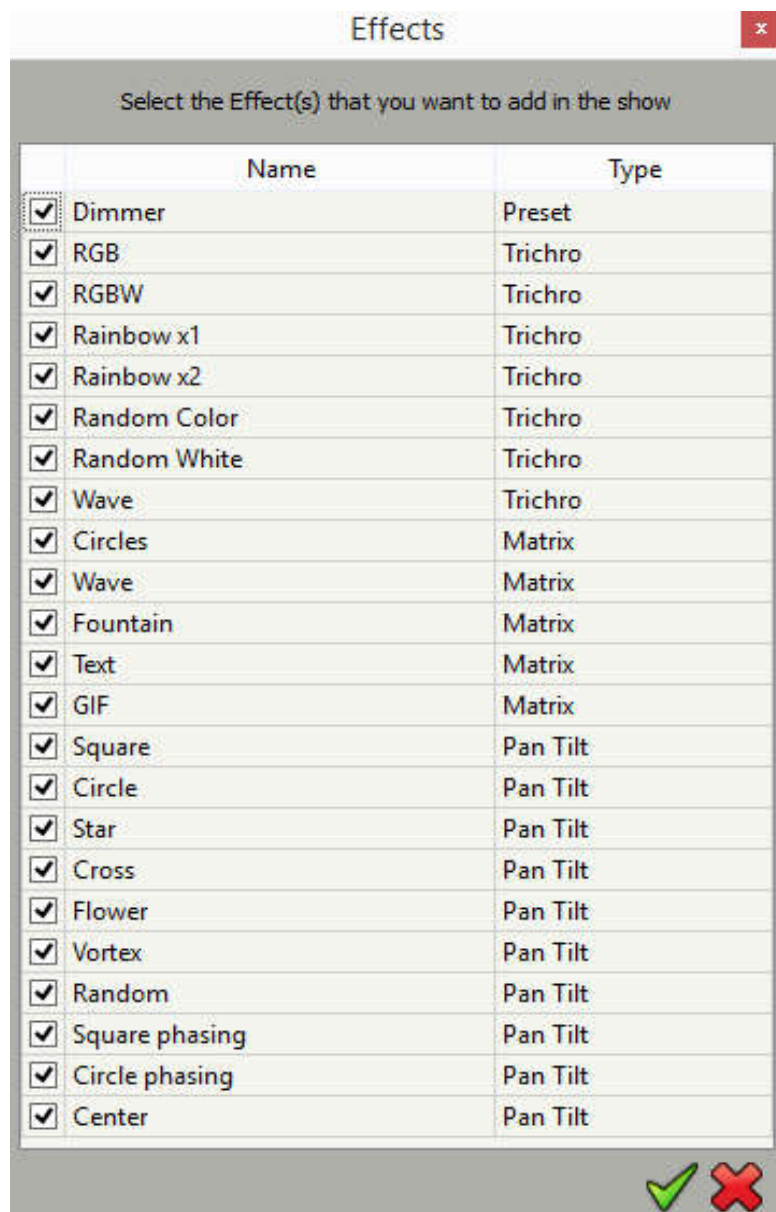 Effects
x
Select the Effect(s) that you want to add in the show
Name Type
Dimmer Preset
RGB Trichro
RGBW Trichro
Rainbow x1 Trichro
Rainbow x2 Trichro
Random Color Trichro
Random White Trichro
Wave Trichro
Circles Matrix
Wave Matrix
Fountain Matrix
Text Matrix
GIF Matrix
Square Pan Tilt
Circle Pan Tilt
Star Pan Tilt
Cross Pan Tilt
Flower Pan Tilt
Vortex Pan Tilt
Random Pan Tilt
Square phasing Pan Tilt
Circle phasing Pan Tilt
Center Pan Tilt